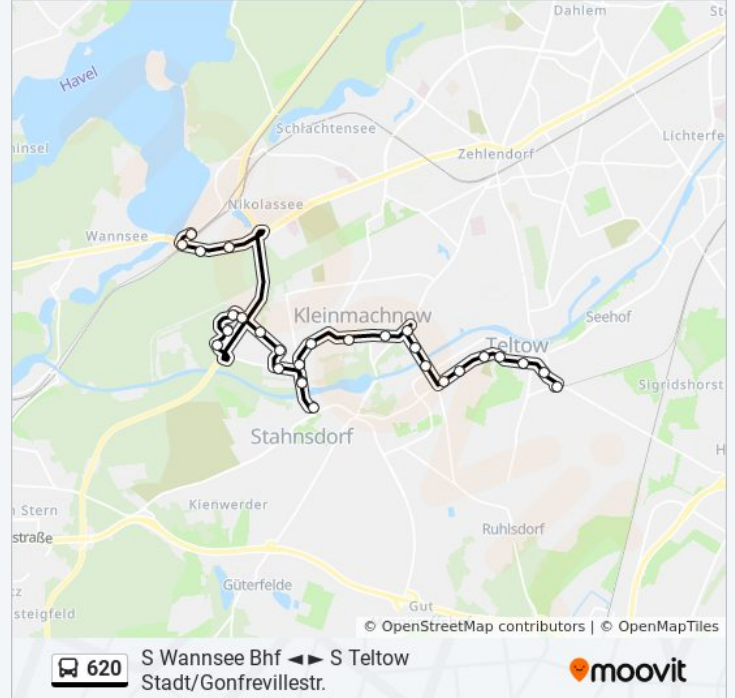 Dahlem
St
Havel
Schlachtensee
Lichterfe
insel
Zehlendorf
Nikolassee
Wannsee
Kleinmachnow
Seehof
Teltow
Sigridshorst
Stahnsdorf
H
n Stern
Kienwerder
Ruhlsdorf
straße
Güterfelde
tz
steigfeld
Gut
© OpenStreetMap contributors | © OpenMapTiles
620
S Wannsee Bhf ◄► S Teltow
Stadt/Gonfrevillestr.
moovit